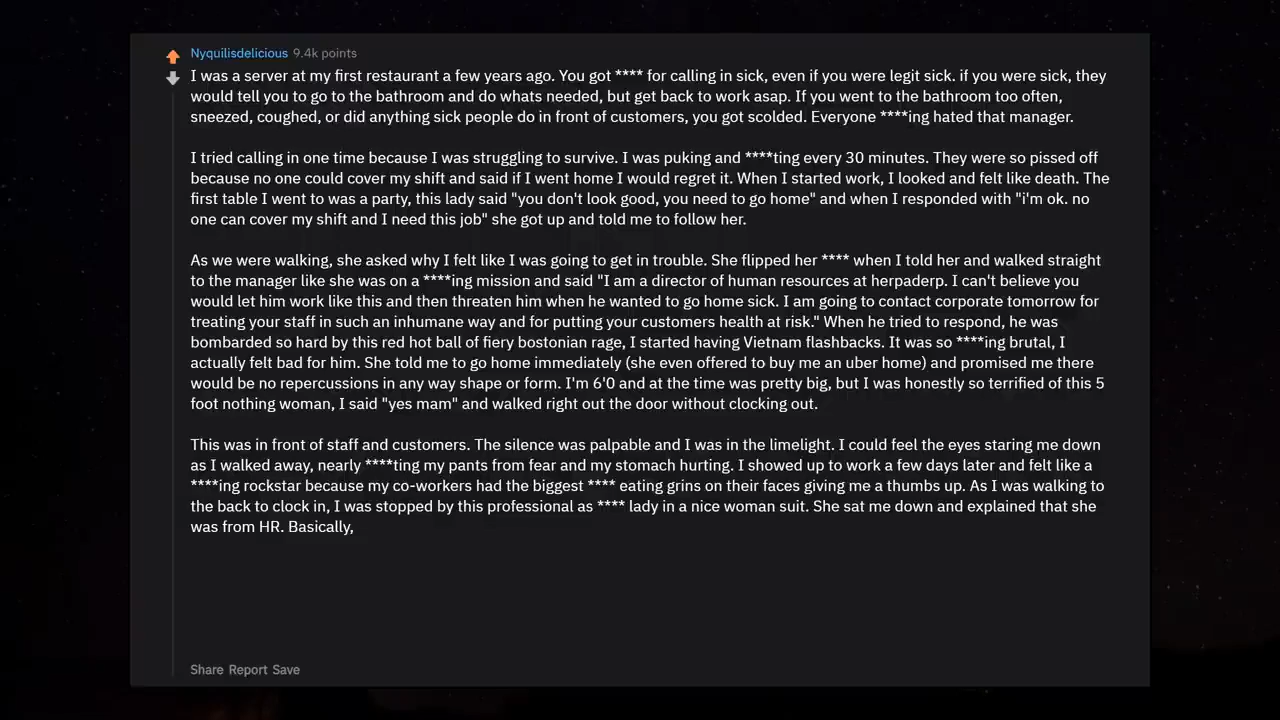 Nyquilisdelicious 9.4k points
I was a server at my first restaurant a few years ago. You got **** for calling in sick, even if you were legit sick. if you were sick, they
would tell you to go to the bathroom and do whats needed, but get back to work asap. If you went to the bathroom too often,
sneezed, coughed, or did anything sick people do in front of customers, you got scolded. Everyone ****ing hated that manager.
I tried calling in one time because I was struggling to survive. I was puking and ****ting every 30 minutes. They were so pissed off
because no one could cover my shift and said if I went home I would regret it. When I started work, I looked and felt like death. The
first table I went to was a party, this lady said "you don't look good, you need to go home" and when I responded with "i'm ok. no
one can cover my shift and I need this job" she got up and told me to follow her.
As we were walking, she asked why I felt like I was going to get in trouble. She flipped her **** when I told her and walked straight
to the manager like she was on a ****ing mission and said "I am a director of human resources at herpaderp. I can't believe you
would let him work like this and then threaten him when he wanted to go home sick. I am going to contact corporate tomorrow for
treating your staff in such an inhumane way and for putting your customers health at risk." When he tried to respond, he was
bombarded so hard by this red hot ball of fiery bostonian rage, I started having Vietnam flashbacks. It was so ****ing brutal, I
actually felt bad for him. She told me to go home immediately (she even offered to buy me an uber home) and promised me there
would be no repercussions in any way shape or form. I'm 6'0 and at the time was pretty big, but I was honestly so terrified of this 5
foot nothing woman, I said "yes mam" and walked right out the door without clocking out.
This was in front of staff and customers. The silence was palpable and I was in the limelight. I could feel the eyes staring me down
as I walked away, nearly ****ting my pants from fear and my stomach hurting. I showed up to work a few days later and felt like a
****ing rockstar because my co-workers had the biggest **** eating grins on their faces giving me a thumbs up. As I was walking to
the back to clock in, I was stopped by this professional as **** lady in a nice woman suit. She sat me down and explained that she
was from HR. Basically,
Share Report Save